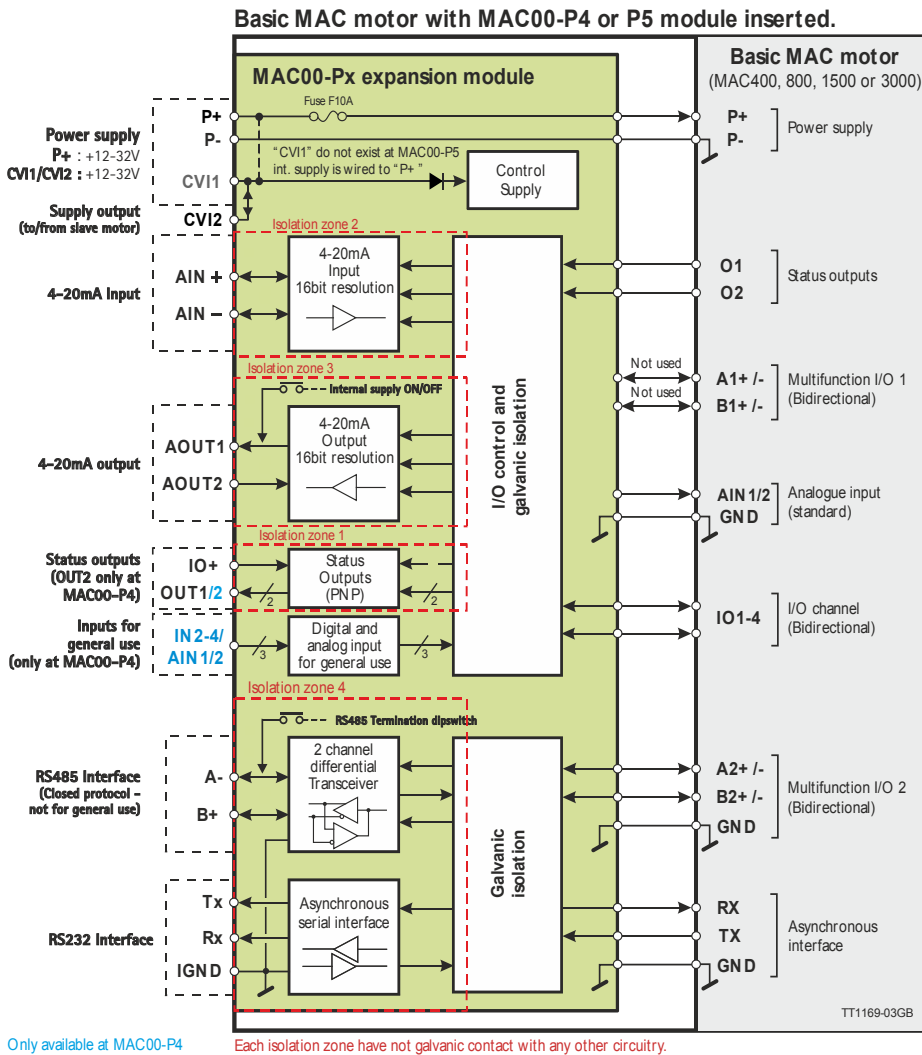 Basic MAC motor with MAC00-P4 or P5 module inserted.
MAC00-Px expansion module
Basic MAC motor
(MAC400, 800, 1500 or 3000)
Fuse F10A
Power supply
P+ : +12-32V
CVI1/CVI2 : +12-32V
P+
P-
CVI1
"CVI1" do not exist at MAC00-P5
int. supply is wired to "P+ "
Control
Supply
P+
P-
Power supply
Supply output
(to/from slave motor)
CVI2
Isolation zone 2
4-20mA Input
AIN +
AIN –
4-20mA
Input
16bit resolution
I/O control and
galvanic isolation
O1
O2
Status outputs
Isolation zone 3
Internal supply ON/OFF
Not used
Not used
A1+ /-
B1+ /-
Multifunction I/O 1
(Bidirectional)
4-20mA output
AOUT1
AOUT2
4-20mA
Output
16bit resolution
AIN 1/2
GND
Analogue input
(standard)
Isolation zone 1
Status outputs
(OUT2 only at
MAC00-P4)
IO+
OUT1/2
Status
Outputs
(PNP)
2
2
IO1-4
I/O channel
(Bidirectional)
Inputs for
general use
(only at MAC00-P4)
IN 2-4/
AIN 1/2
3
Digital and
analog input
for general use
3
Isolation zone 4
RS485 Termination dipswitch
RS485 Interface
(Closed protocol -
not for general use)
A-
B+
2 channel
differential
Transceiver
Galvanic
isolation
A2+ /-
B2+ /-
GND
Multifunction I/O 2
(Bidirectional)
RS232 Interface
Tx
Rx
IGND
Asynchronous
serial interface
RX
TX
GND
Asynchronous
interface
TT1169-03GB
Only available at MAC00-P4
Each isolation zone have not galvanic contact with any other circuitry.